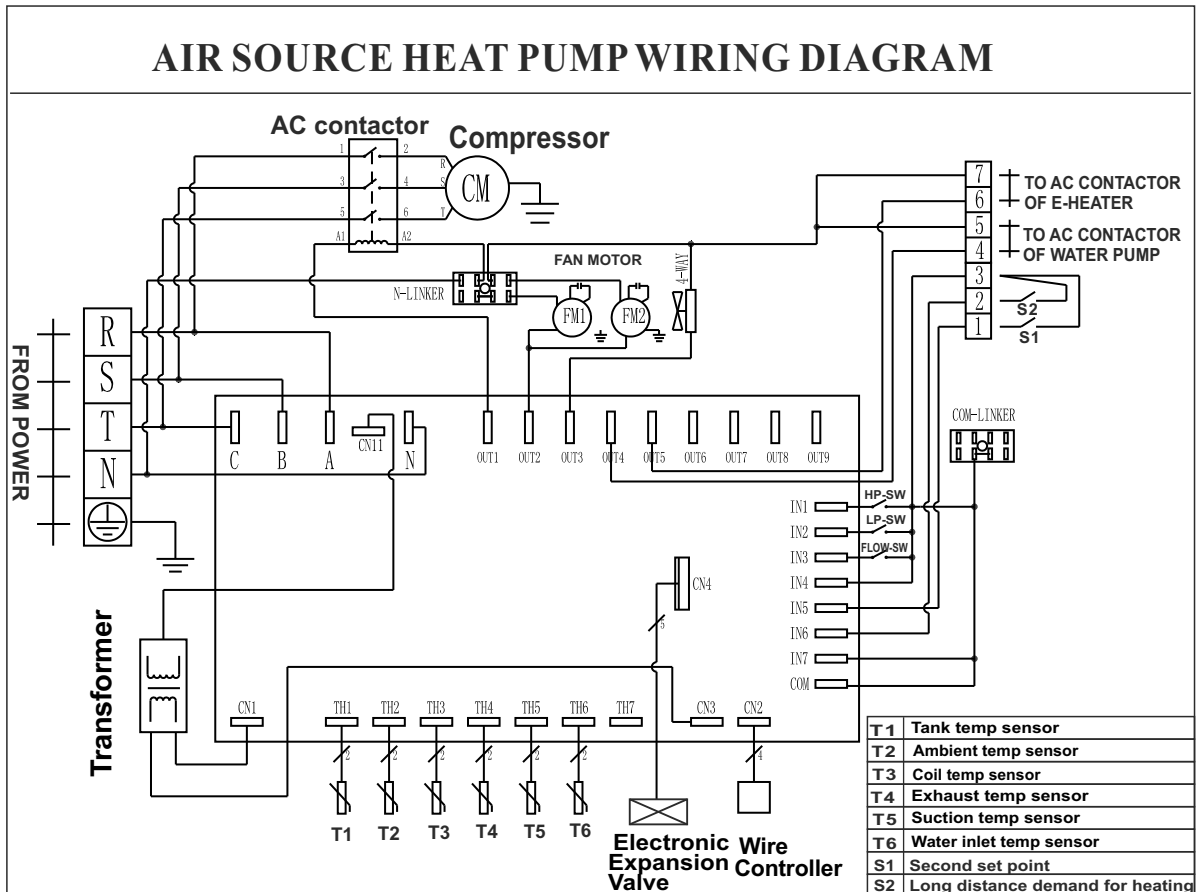 AIR SOURCE HEAT PUMP WIRING DIAGRAM
AC contactor
Compressor
1 2
3 4
5 6
A1 A2
R
S
T
CM
7
6
5
4
3
2
1
TO AC CONTACTOR
OF E-HEATER
TO AC CONTACTOR
OF WATER PUMP
S2
S1
FAN MOTOR
4-WAY
N-LINKER
FM1
FM2
FROM POWER
R
S
T
N
COM-LINKER
C B A CN11 N OUT1 OUT2 OUT3 OUT4 OUT5 OUT6 OUT7 OUT8 OUT9
IN1 HP-SW
IN2 LP-SW
IN3 FLOW-SW
IN4
IN5
IN6
IN7
COM
CN4
5
Transformer
CN1 TH1 TH2 TH3 TH4 TH5 TH6 TH7 CN3 CN2
2 2 2 2 2 2 4
T1 T2 T3 T4 T5 T6
Electronic
Expansion
Valve
Wire
Controller
T1 Tank temp sensor
T2 Ambient temp sensor
T3 Coil temp sensor
T4 Exhaust temp sensor
T5 Suction temp sensor
T6 Water inlet temp sensor
S1 Second set point
S2 Long distance demand for heating